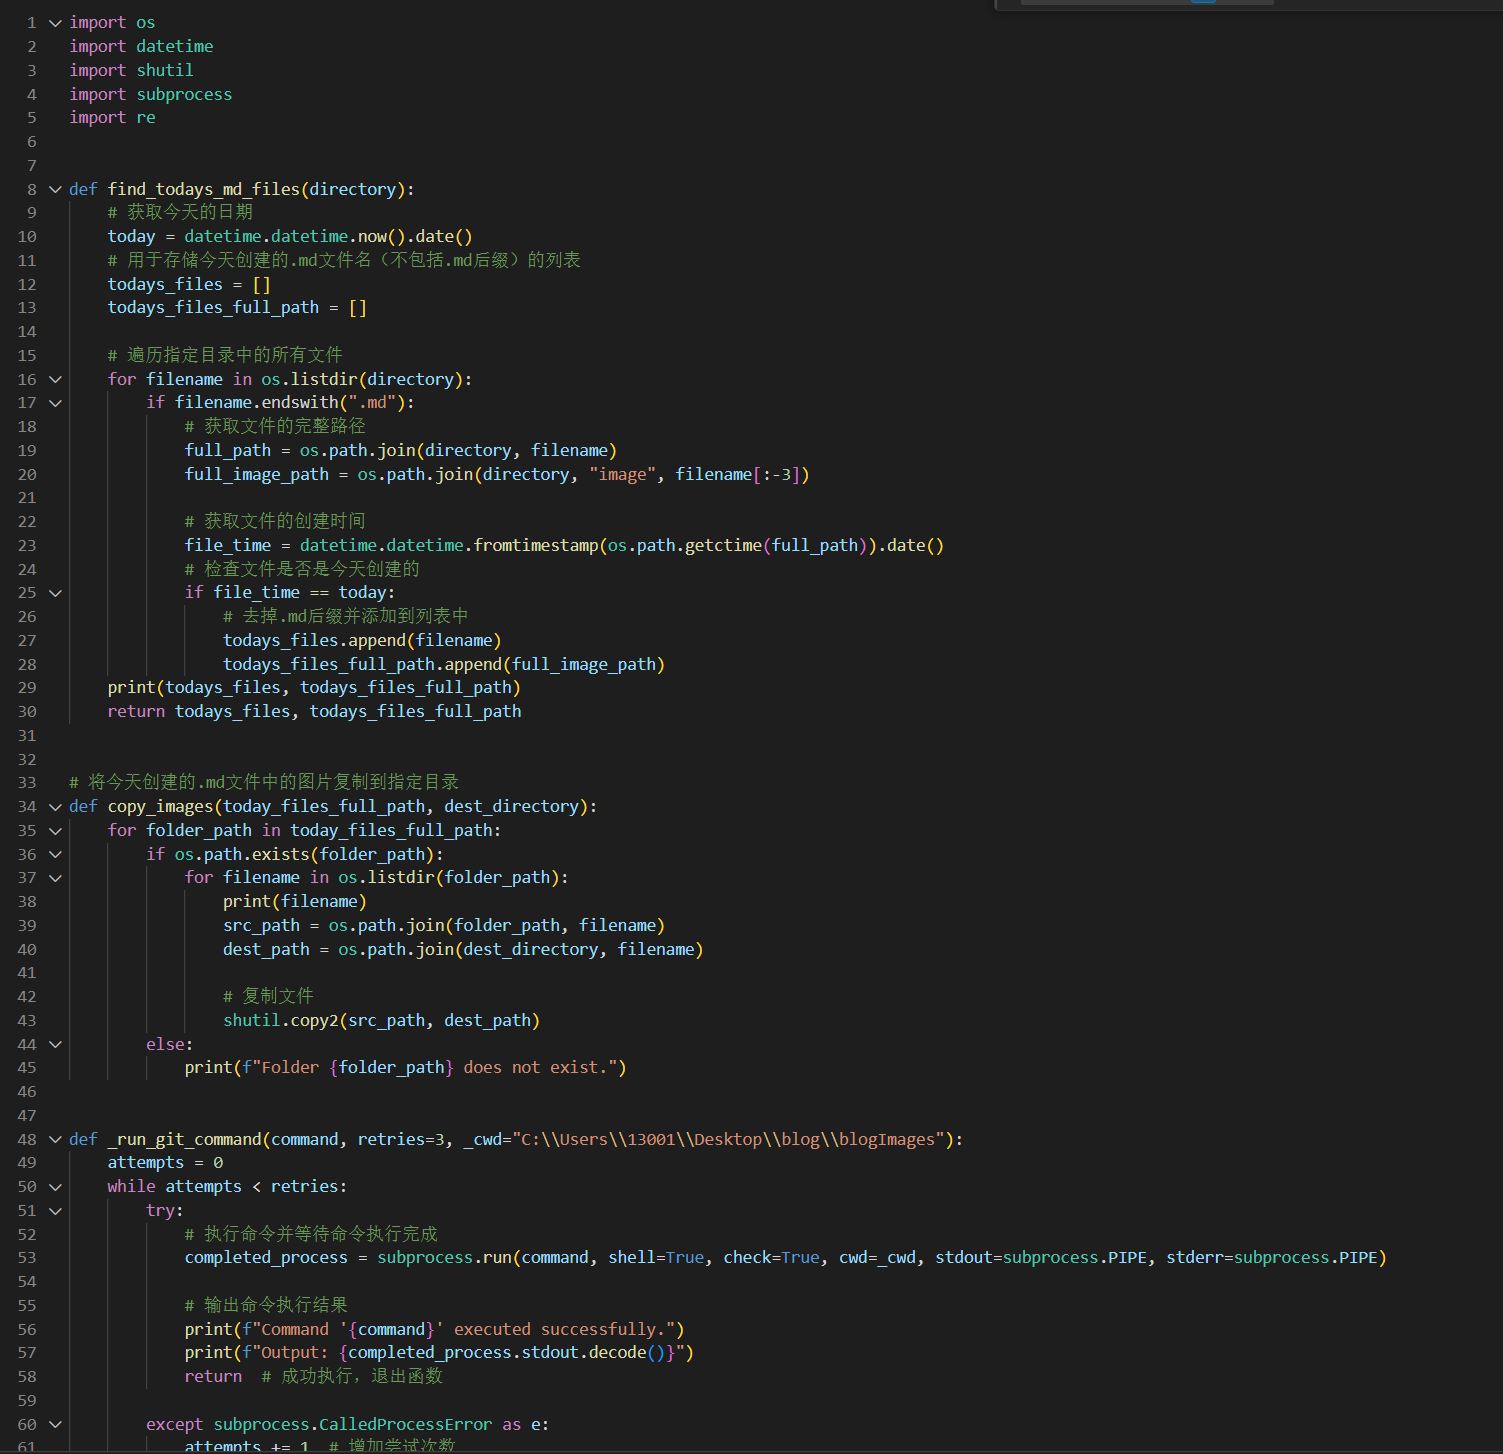 1 import os
2 import datetime
3 import shutil
4 import subprocess
5 import re
6
7
8 def find_todays_md_files(directory):
9     # 获取今天的日期
10     today = datetime.datetime.now().date()
11     # 用于存储今天创建的.md文件名（不包括.md后缀）的列表
12     todays_files = []
13     todays_files_full_path = []
14
15     # 遍历指定目录中的所有文件
16     for filename in os.listdir(directory):
17         if filename.endswith(".md"):
18             # 获取文件的完整路径
19             full_path = os.path.join(directory, filename)
20             full_image_path = os.path.join(directory, "image", filename[:-3])
21
22             # 获取文件的创建时间
23             file_time = datetime.datetime.fromtimestamp(os.path.getctime(full_path)).date()
24             # 检查文件是否是今天创建的
25             if file_time == today:
26                 # 去掉.md后缀并添加到列表中
27                 todays_files.append(filename)
28                 todays_files_full_path.append(full_image_path)
29     print(todays_files, todays_files_full_path)
30     return todays_files, todays_files_full_path
31
32
33 # 将今天创建的.md文件中的图片复制到指定目录
34 def copy_images(today_files_full_path, dest_directory):
35     for folder_path in today_files_full_path:
36         if os.path.exists(folder_path):
37             for filename in os.listdir(folder_path):
38                 print(filename)
39                 src_path = os.path.join(folder_path, filename)
40                 dest_path = os.path.join(dest_directory, filename)
41
42                 # 复制文件
43                 shutil.copy2(src_path, dest_path)
44         else:
45             print(f"Folder {folder_path} does not exist.")
46
47
48 def _run_git_command(command, retries=3, _cwd="C:\\Users\\13001\\Desktop\\blog\\blogImages"):
49     attempts = 0
50     while attempts < retries:
51         try:
52             # 执行命令并等待命令执行完成
53             completed_process = subprocess.run(command, shell=True, check=True, cwd=_cwd, stdout=subprocess.PIPE, stderr=subprocess.PIPE)
54
55             # 输出命令执行结果
56             print(f"Command '{command}' executed successfully.")
57             print(f"Output: {completed_process.stdout.decode()}")
58             return  # 成功执行，退出函数
59
60         except subprocess.CalledProcessError as e:
61             attempts += 1  # 增加尝试次数